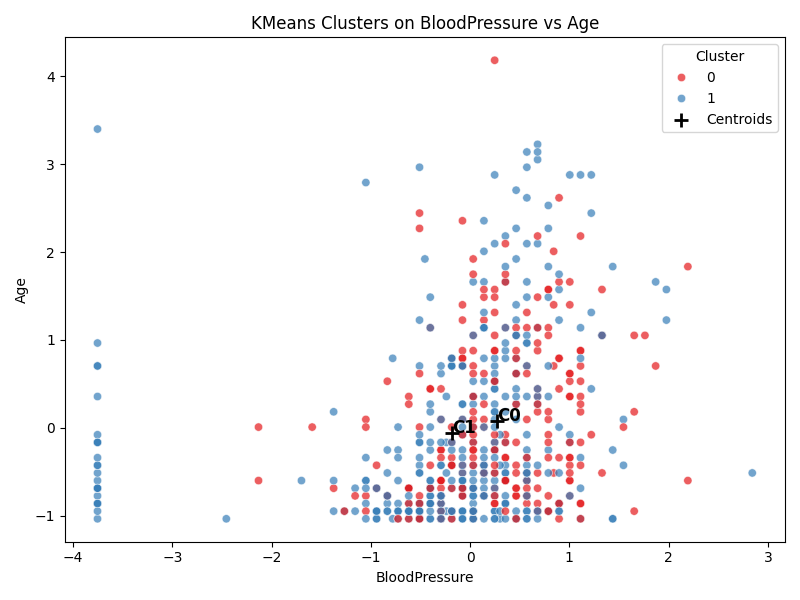 KMeans Clusters on BloodPressure vs Age
Cluster
0
1
Centroids
4
3
2
1
0
−1
Age
C1
C0
−4
−3
−2
−1
0
1
2
3
BloodPressure